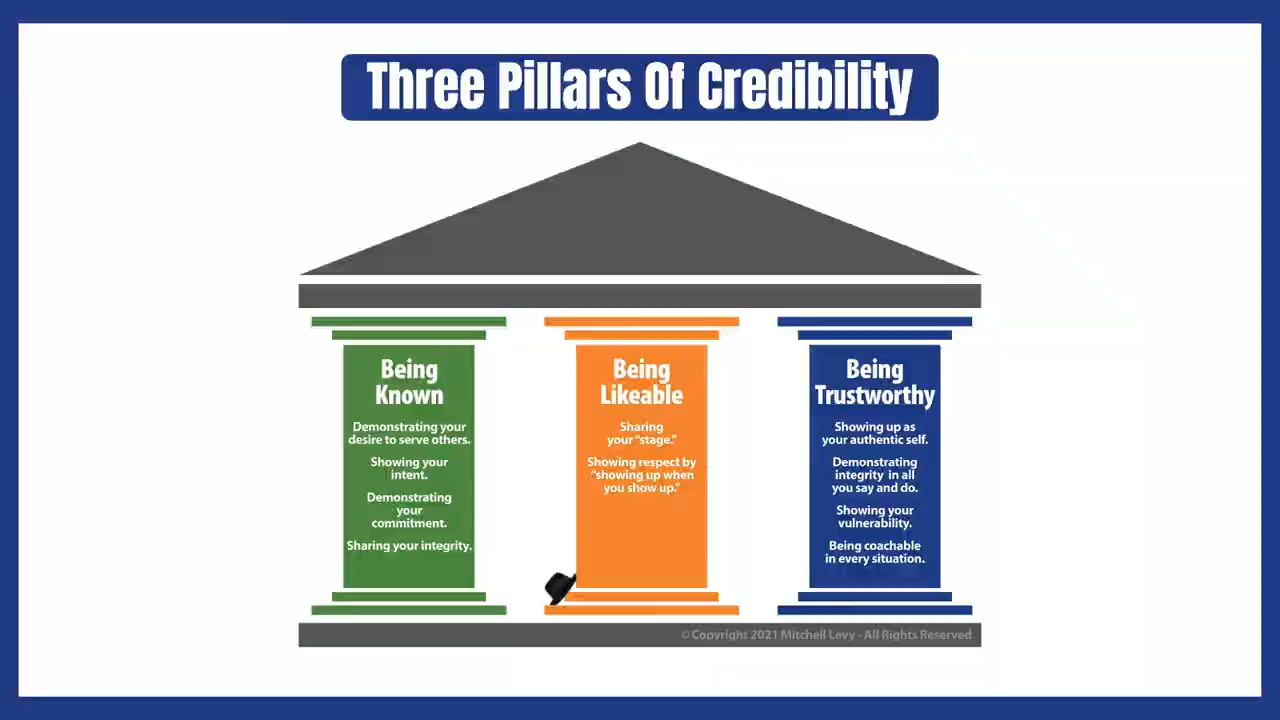 Three Pillars Of Credibility
Being
Known
Demonstrating your
desire to serve others.
Showing your
intent.
Demonstrating
your
commitment.
Sharing your integrity.
Being
Likeable
Sharing
your “stage.”
Showing respect by
“showing up when
you show up.”
Being
Trustworthy
Showing up as
your authentic self.
Demonstrating
integrity in all
you say and do.
Showing your
vulnerability.
Being coachable
in every situation.
© Copyright 2021 Mitchell Levy - All Rights Reserved